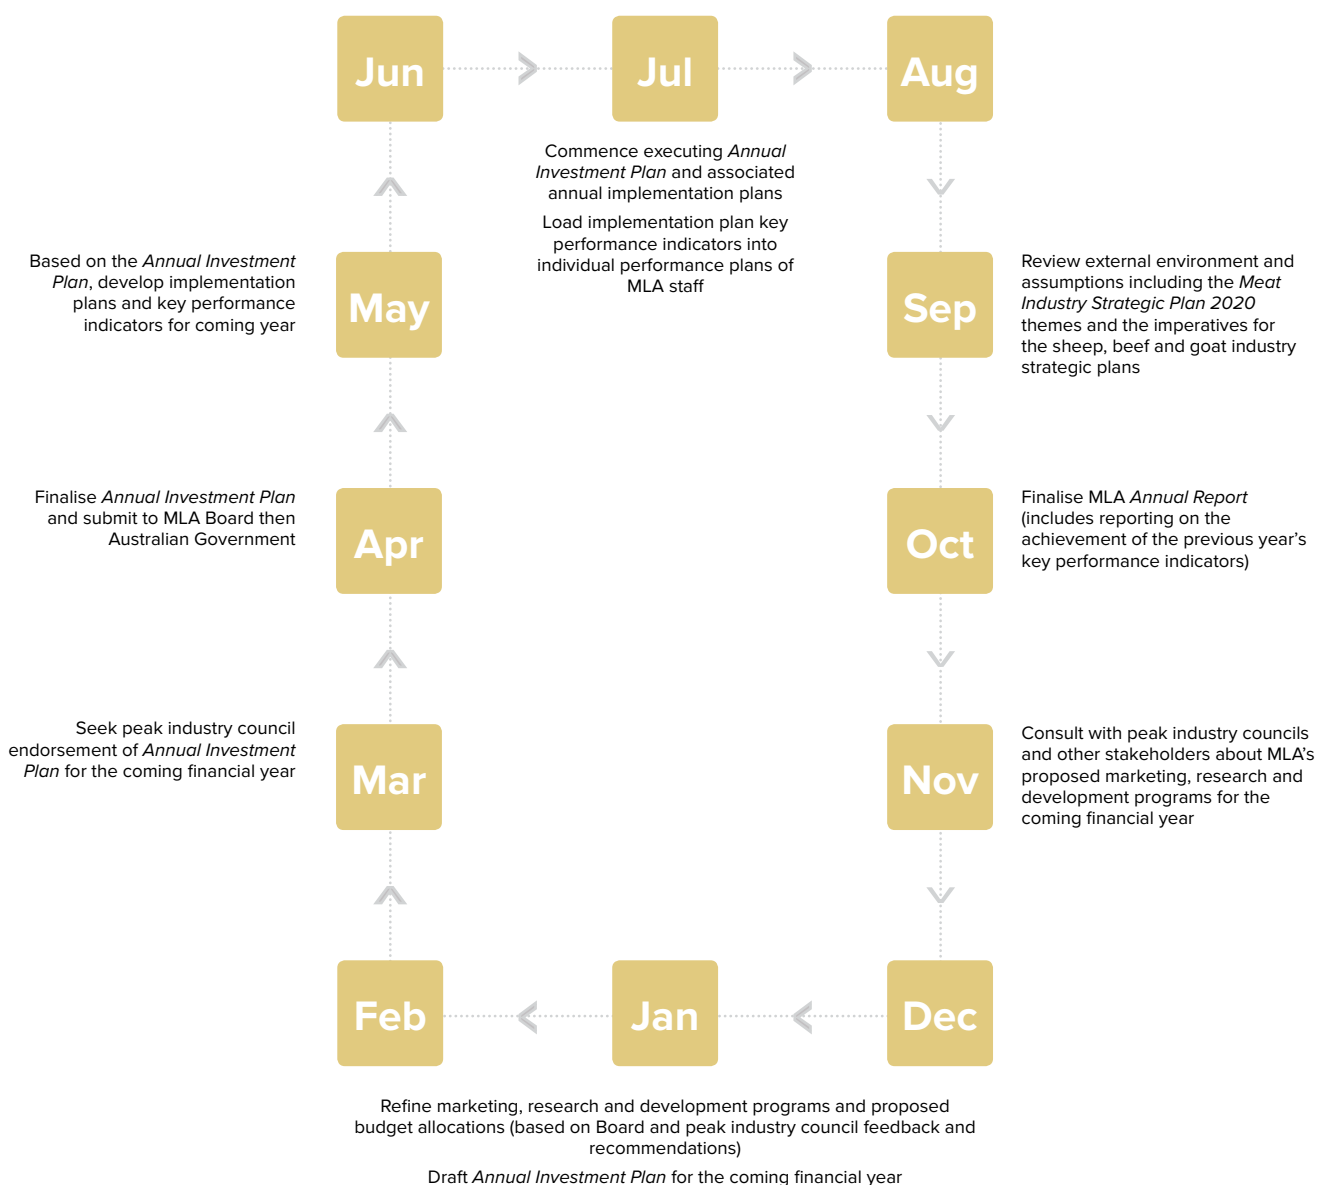 Jun
Jul
Aug
Commence executing Annual
Investment Plan and associated
annual implementation plans
Load implementation plan key
performance indicators into
individual performance plans of
MLA staff
Based on the Annual Investment
Plan, develop implementation
plans and key performance
indicators for coming year
May
Sep
Review external environment and
assumptions including the Meat
Industry Strategic Plan 2020
themes and the imperatives for
the sheep, beef and goat industry
strategic plans
Finalise Annual Investment Plan
and submit to MLA Board then
Australian Government
Apr
Oct
Finalise MLA Annual Report
(includes reporting on the
achievement of the previous year’s
key performance indicators)
Seek peak industry council
endorsement of Annual Investment
Plan for the coming financial year
Mar
Nov
Consult with peak industry councils
and other stakeholders about MLA’s
proposed marketing, research and
development programs for the
coming financial year
Feb
Jan
Dec
Refine marketing, research and development programs and proposed
budget allocations (based on Board and peak industry council feedback and
recommendations)
Draft Annual Investment Plan for the coming financial year